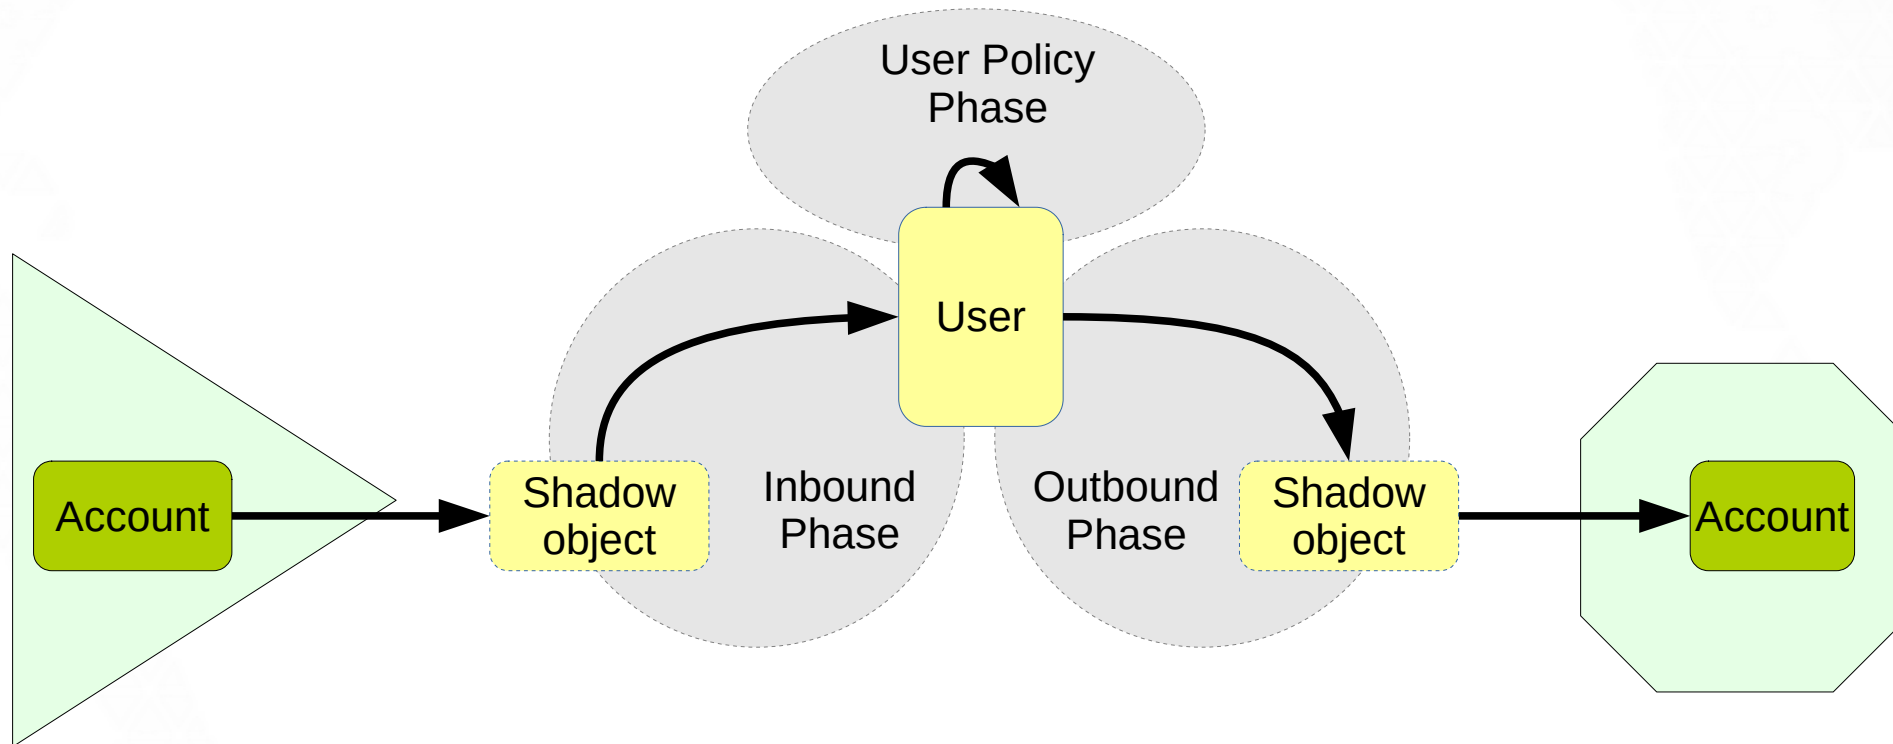 User Policy
Phase
User
Account
Shadow
object
Inbound
Phase
Outbound
Phase
Shadow
object
Account